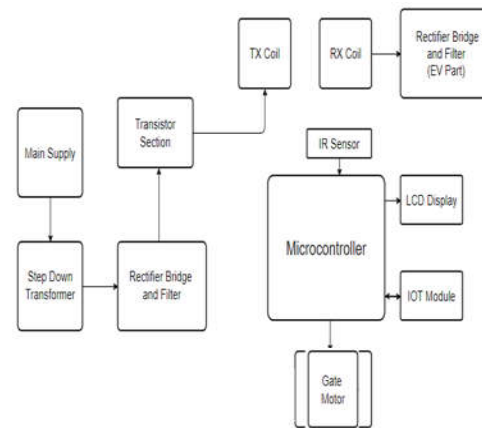 TX Coil
RX Coil
Rectifier Bridge
and Filter
(EV Part)
Transistor
Section
Main Supply
IR Sensor
Microcontroller
LCD Display
Step Down
Transformer
Rectifier Bridge
and Filter
IOT Module
Gate
Motor